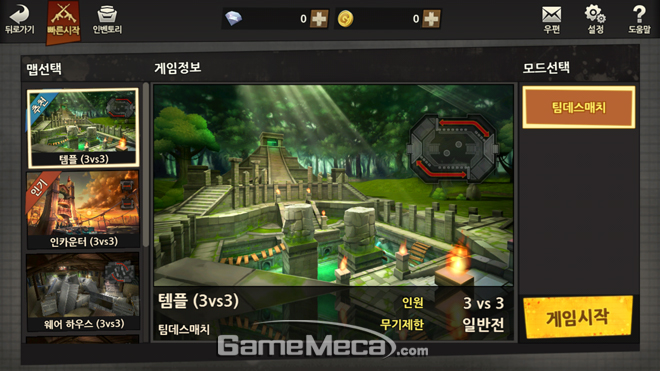 뒤로가기
빠른시작
인벤토리
0
0
우편
설정
도움말
맵선택
게임정보
모드선택
추천
템플 (3vs3)
인기
인카운터 (3vs3)
웨어 하우스 (3vs3)
팀데스매치
템플 (3vs3)
인원
3 vs 3
팀데스매치
무기제한
일반전
게임시작
GameMeca.com